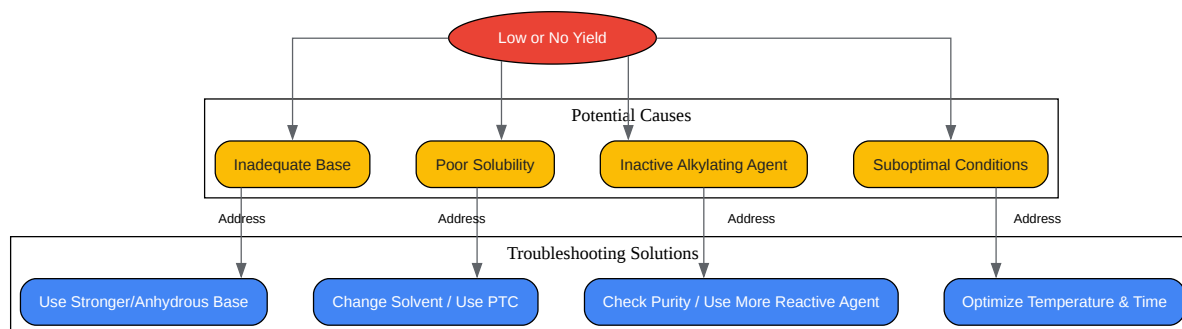 Low or No Yield
Potential Causes
Inadequate Base
Poor Solubility
Inactive Alkylating Agent
Suboptimal Conditions
Address
Address
Address
Address
Troubleshooting Solutions
Use Stronger/Anhydrous Base
Change Solvent / Use PTC
Check Purity / Use More Reactive Agent
Optimize Temperature & Time